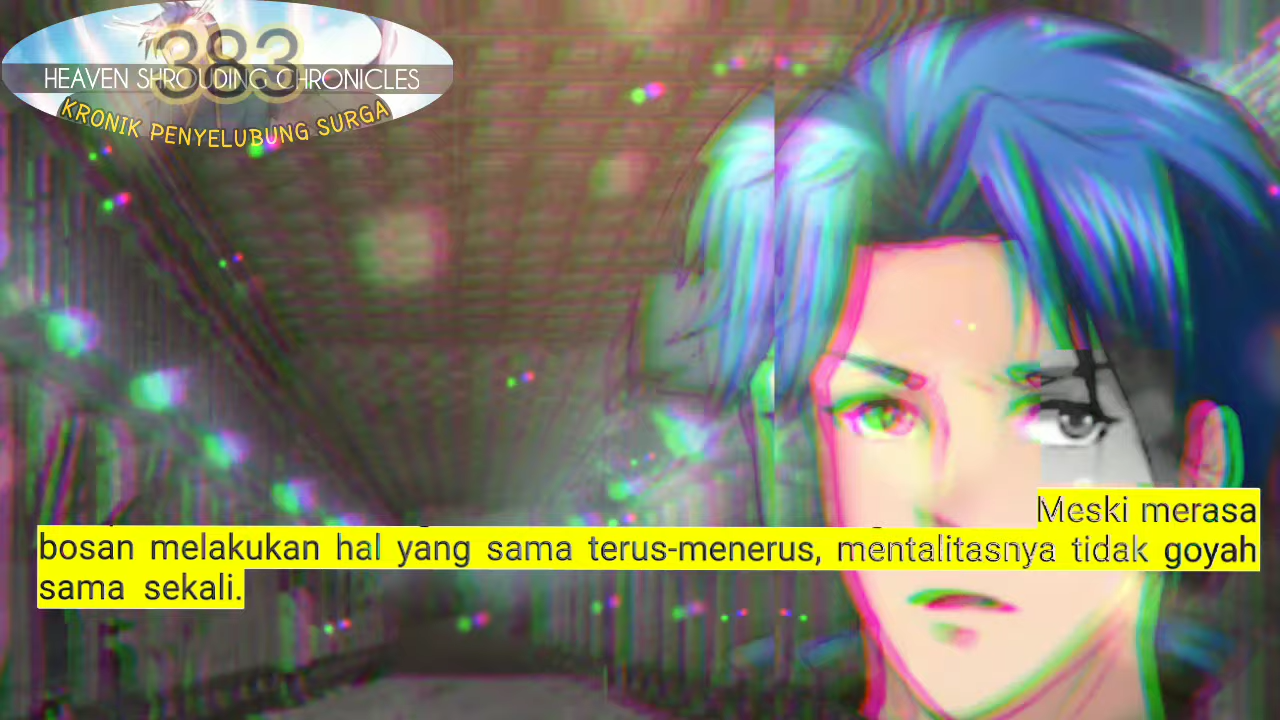 383
HEAVEN SHROUDING CHRONICLES
KRONIK PENYELUBUNG SURGA
Meski merasa
bosan melakukan hal yang sama terus-menerus, mentalitasnya tidak goyah
sama sekali.